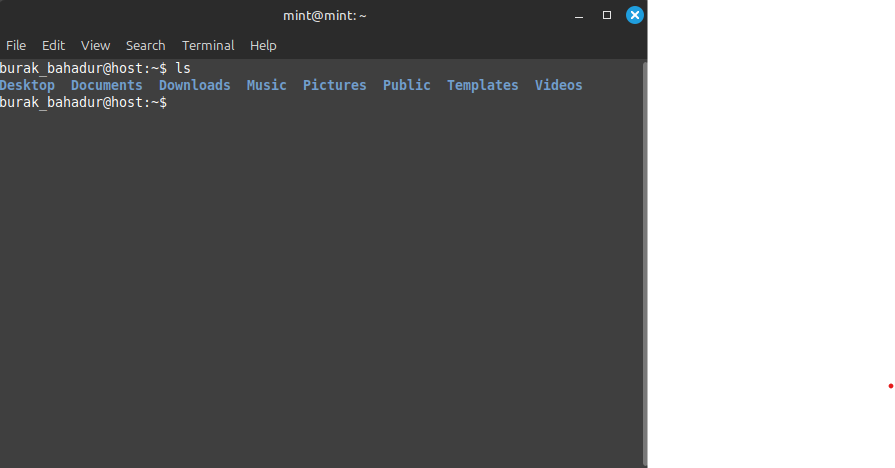 mint@mint: ~
File Edit View Search Terminal Help
burak_bahadur@host:~$ ls
Desktop Documents Downloads Music Pictures Public Templates Videos
burak_bahadur@host:~$